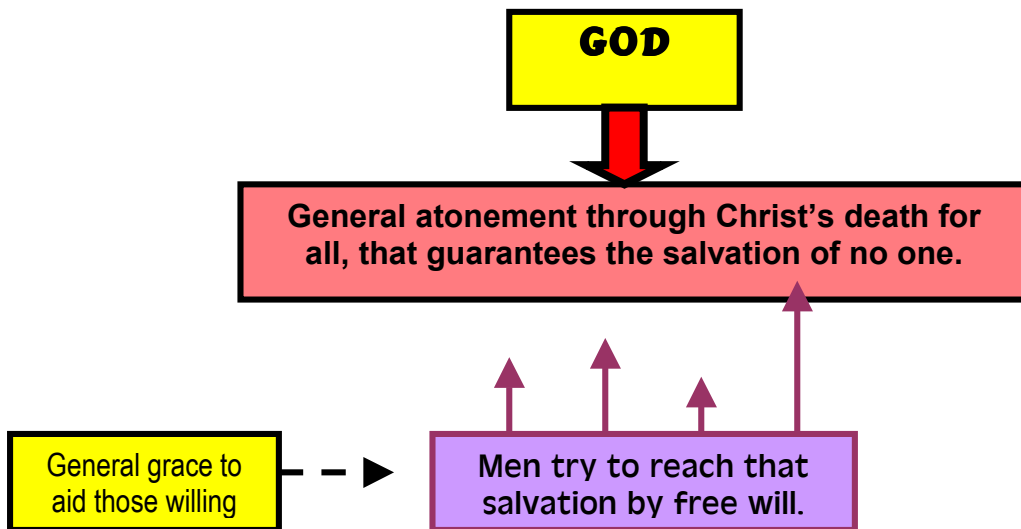 GOD
General atonement through Christ’s death for
all, that guarantees the salvation of no one.
General grace to
aid those willing
Men try to reach that
salvation by free will.